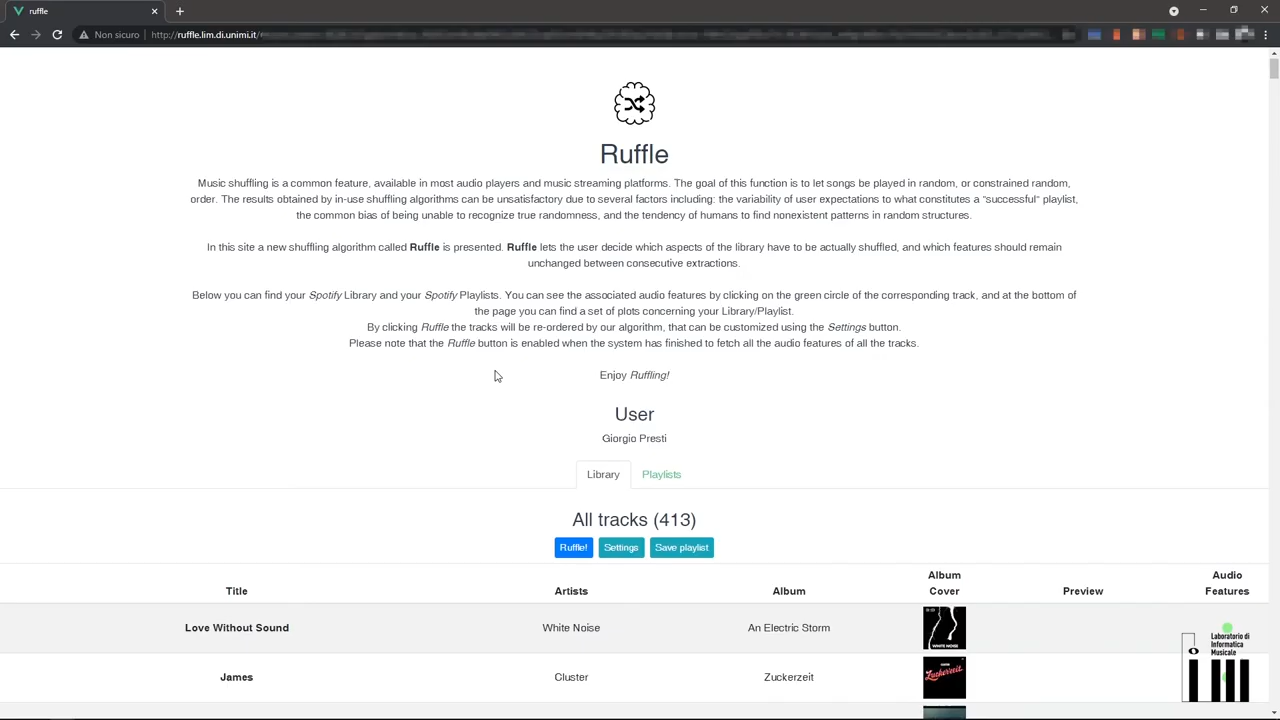 ruffle
Non sicuro | http://ruffle.lim.di.unimi.it/
Ruffle
Music shuffling is a common feature, available in most audio players and music streaming platforms. The goal of this function is to let songs be played in random, or constrained random,
order. The results obtained by in-use shuffling algorithms can be unsatisfactory due to several factors including: the variability of user expectations to what constitutes a "successful" playlist,
the common bias of being unable to recognize true randomness, and the tendency of humans to find nonexistent patterns in random structures.
In this site a new shuffling algorithm called Ruffle is presented. Ruffle lets the user decide which aspects of the library have to be actually shuffled, and which features should remain
unchanged between consecutive extractions.
Below you can find your Spotify Library and your Spotify Playlists. You can see the associated audio features by clicking on the green circle of the corresponding track, and at the bottom of
the page you can find a set of plots concerning your Library/Playlist.
By clicking Ruffle the tracks will be re-ordered by our algorithm, that can be customized using the Settings button.
Please note that the Ruffle button is enabled when the system has finished to fetch all the audio features of all the tracks.
Enjoy Ruffling!
User
Giorgio Presti
Library Playlists
All tracks (413)
Ruffle! Settings Save playlist
Title Artists Album Album Cover Preview Audio Features
Love Without Sound White Noise An Electric Storm
WHITE NOISE
James Cluster Zuckerzeit
Zuckerzeit
Laboratorio di
Informatica
Musicale